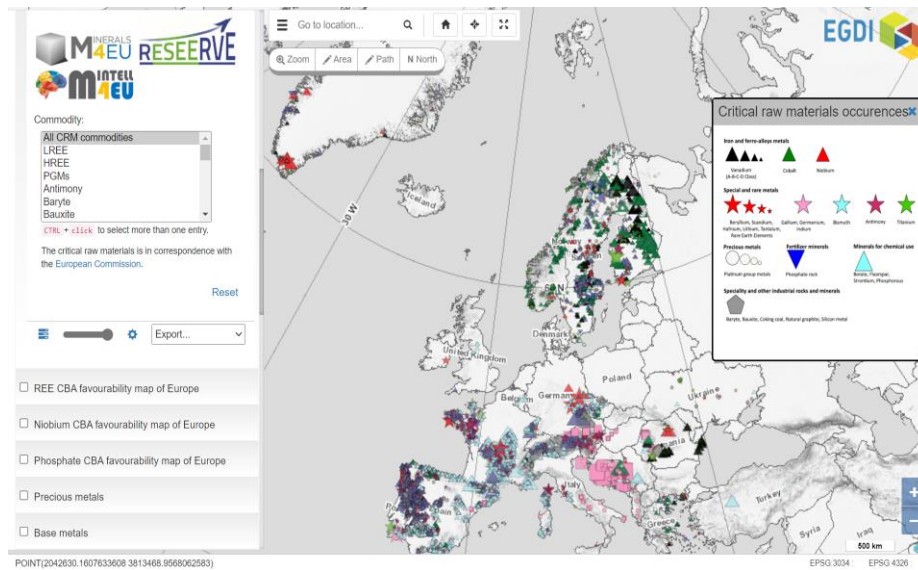 MINERALS
M4EU
RESEERVE
MINTELL
4EU
Commodity:
All CRM commodities
LREE
HREE
PGMs
Antimony
Baryte
Bauxite
CTRL + click to select more than one entry.
The critical raw materials is in correspondence with
the European Commission.
Reset
Export...
REE CBA favourability map of Europe
Niobium CBA favourability map of Europe
Phosphate CBA favourability map of Europe
Precious metals
Base metals
Go to location...
Zoom
Area
Path
N North
EGDI
Iceland
30 W
Norway
Denmark
United Kingdom
Poland
Belgium
German
Ukraine
Italy
Greece
Turkey
Syria
Iraq
500 km
+
Critical raw materials occurences
Iron and ferro-alloys metals
Vanadium
(A-B-C-D Class)
Cobalt
Niobium
Special and rare metals
Beryllium, Scandium,
Hafnium, Lithium, Tantalum,
Rare Earth Elements
Gallium, Germanium,
Indium
Bismuth
Antimony
Titanium
Precious metals
Platinum group metals
Fertilizer minerals
Phosphate rock
Minerals for chemical use
Borate, Fluorspar,
Strontium, Phosphorous
Speciality and other industrial rocks and minerals
Baryte, Bauxite, Coking coal, Natural graphite, Silicon metal
POINT(2042630.1607633608 3813468.9568062583)
EPSG 3034
EPSG 4326